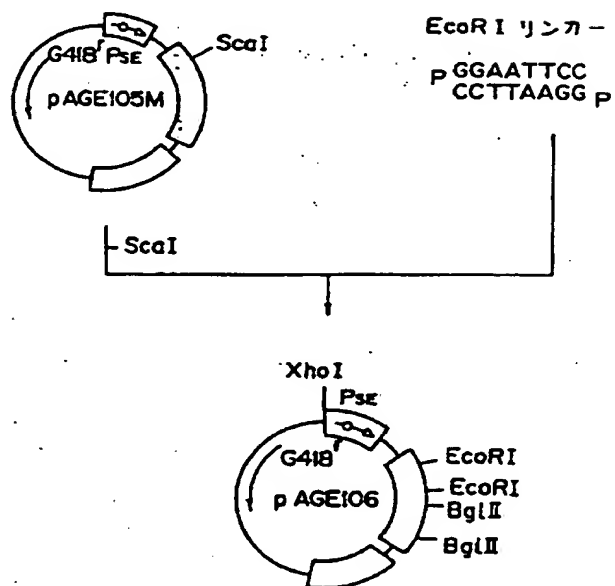 ScaI
G418ʳ PSE
pAGE105M
EcoRI リンカー
P GGAATTCC
CCTTAAGG P
ScaI
XhoI
PSE
G418ʳ
EcoRI
pAGE106
EcoRI
BglII
BglII